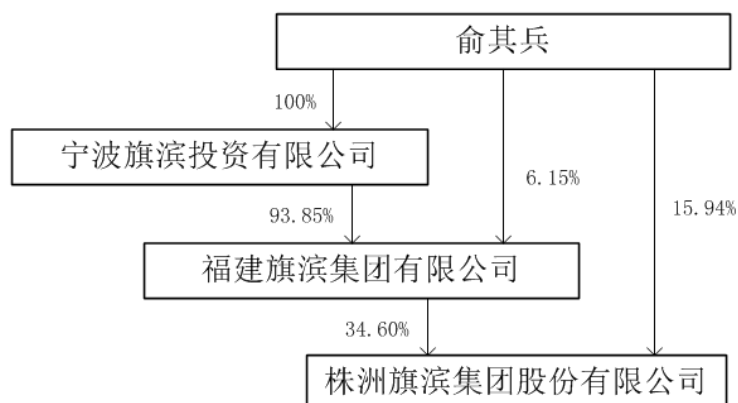 俞其兵
100%
宁波旗滨投资有限公司
6.15%
15.94%
93.85%
福建旗滨集团有限公司
34.60%
株洲旗滨集团股份有限公司